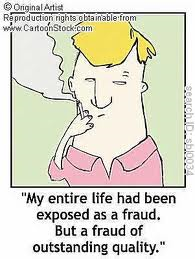 © Original Artist
Reproduction rights obtainable from
www.CartoonStock.com
"My entire life had been
exposed as a fraud.
But a fraud of
outstanding quality."